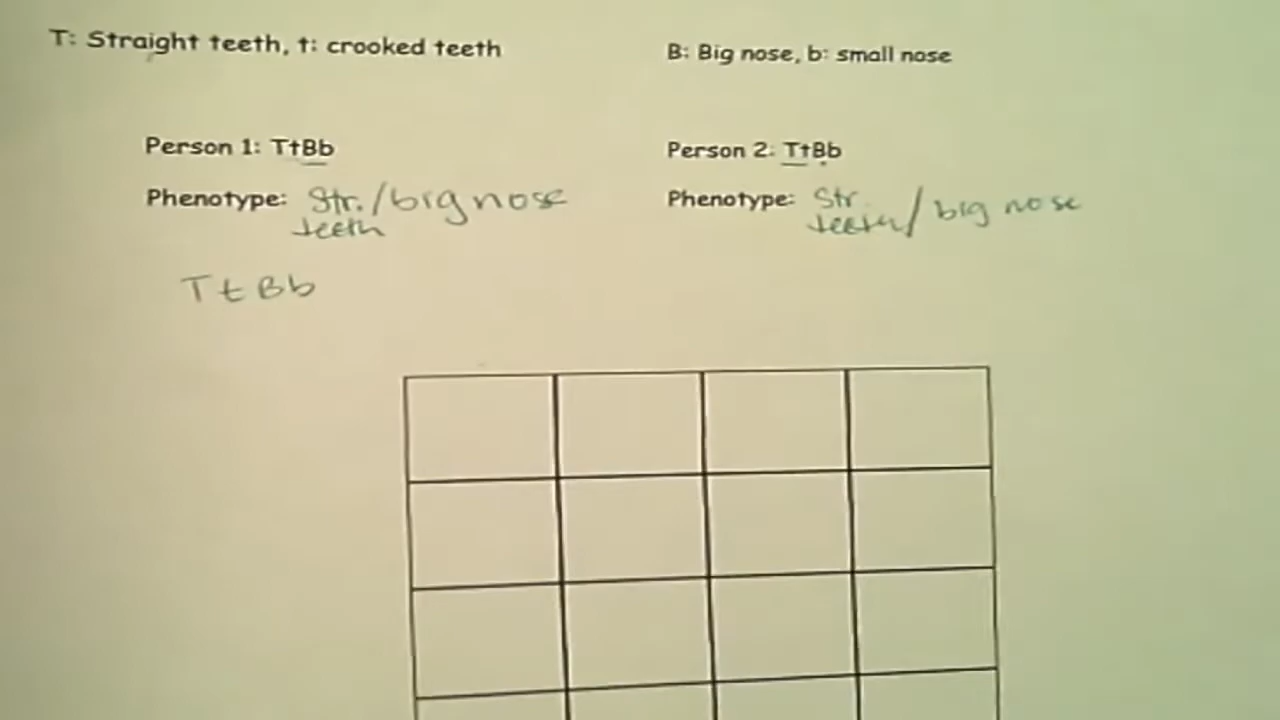 T: Straight teeth, t: crooked teeth
B: Big nose, b: small nose
Person 1: TtBb
Person 2: TtBb
Phenotype: Str. / big nose
teeth
Phenotype: Str / big nose
teeth
TtBb